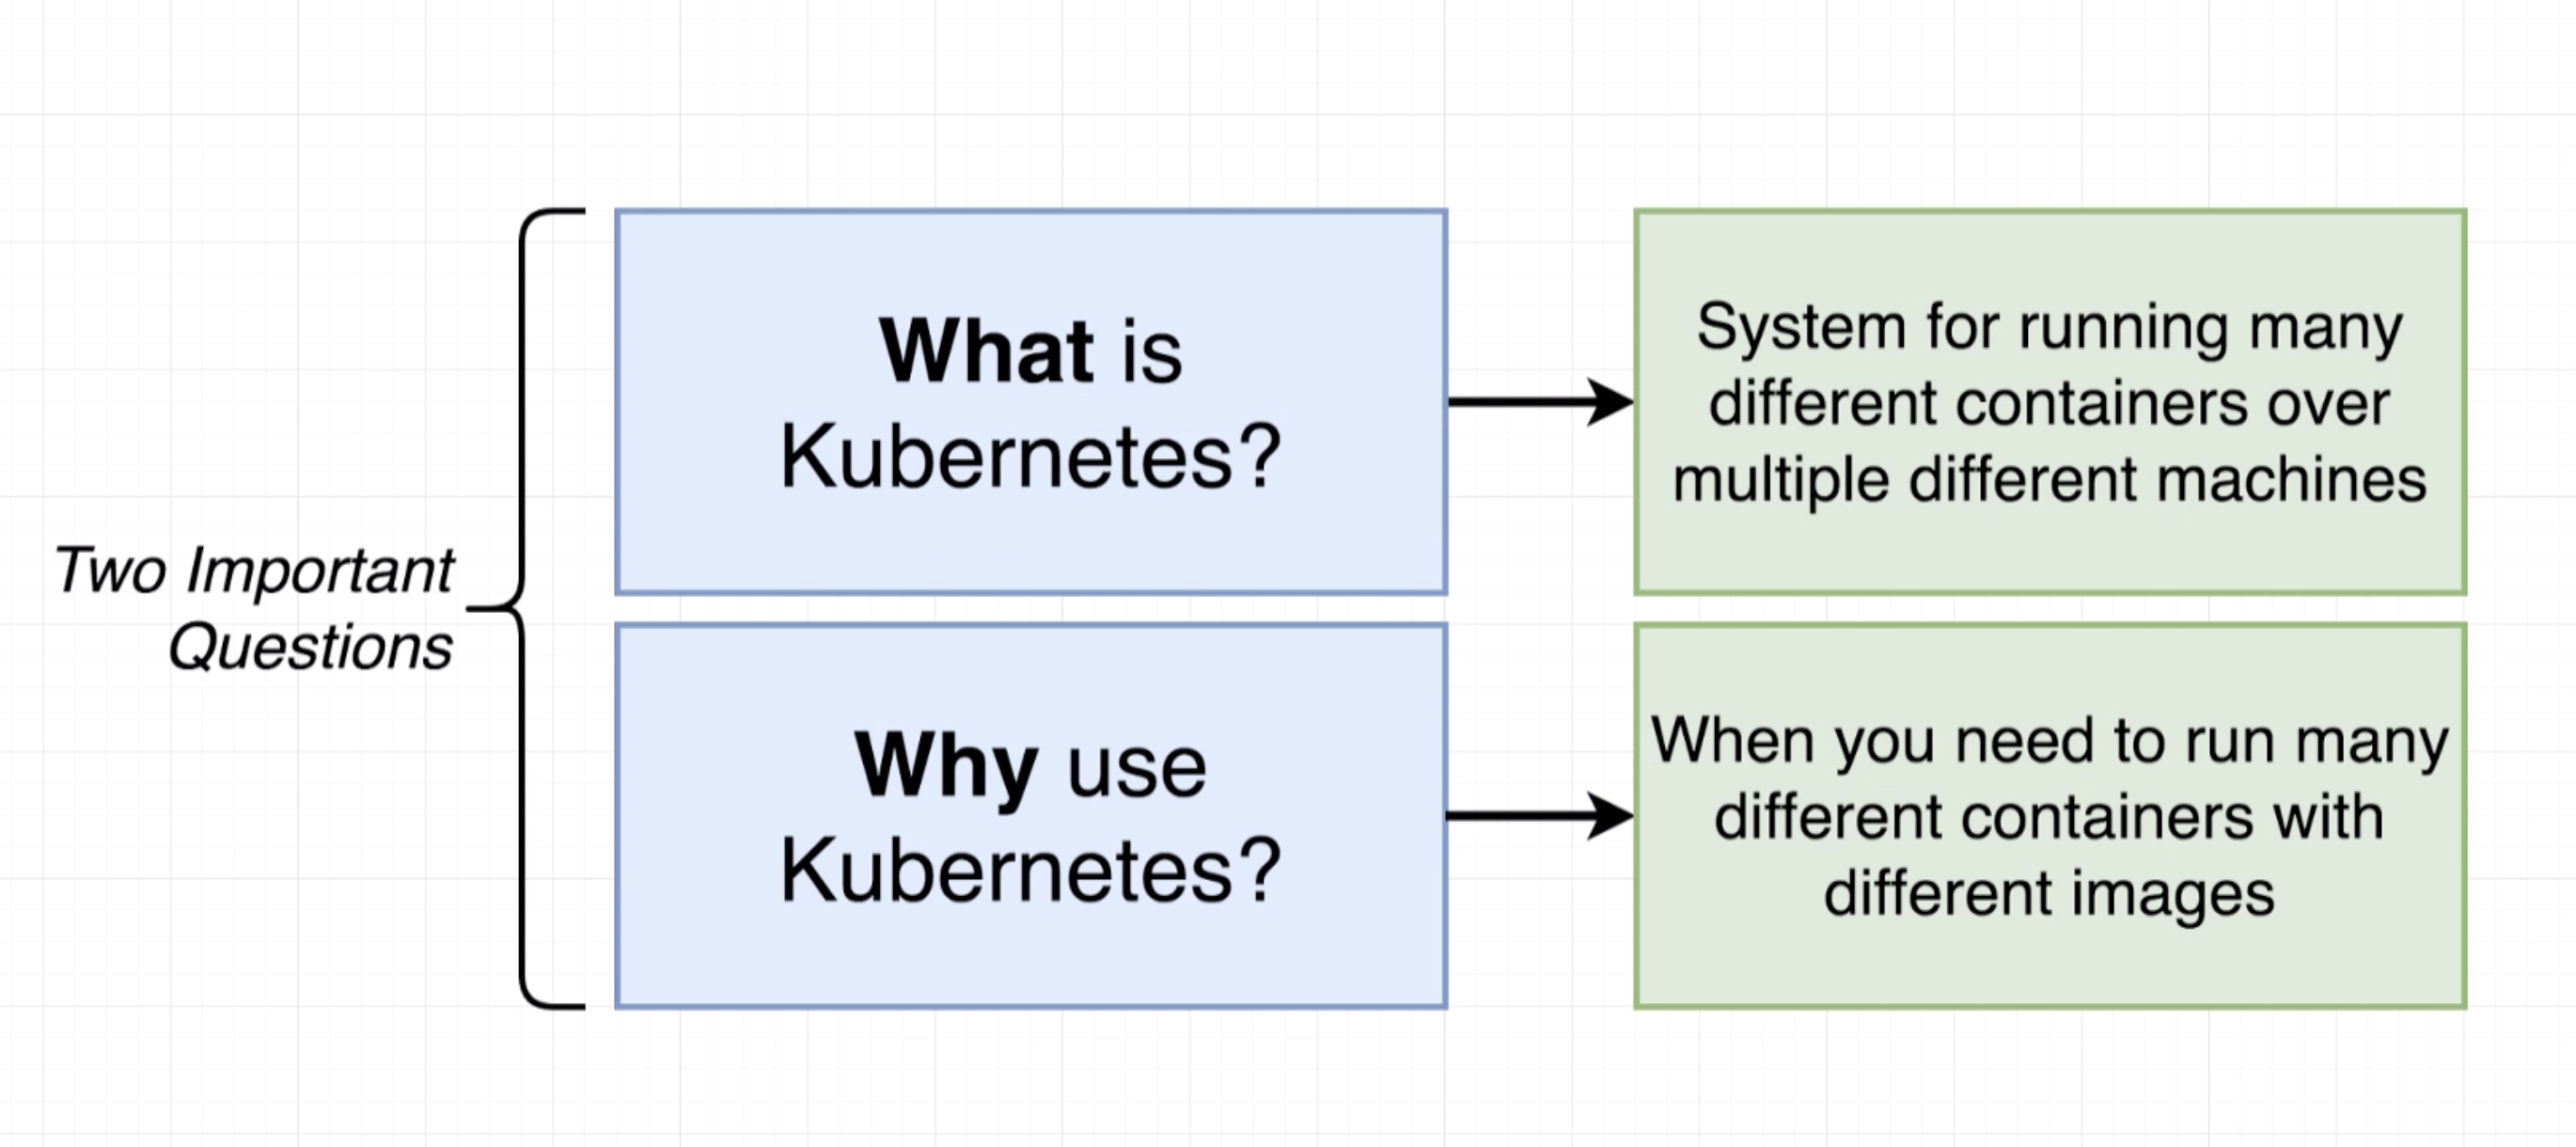 Two Important
Questions
What is
Kubernetes?
System for running many
different containers over
multiple different machines
Why use
Kubernetes?
When you need to run many
different containers with
different images